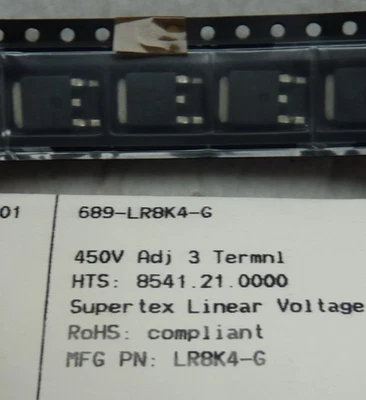 01
689-LR8K4-G
450V Adj 3 Termnl
HTS: 8541.21.0000
Supertex Linear Voltage
RoHS: compliant
MFG PN: LR8K4-G